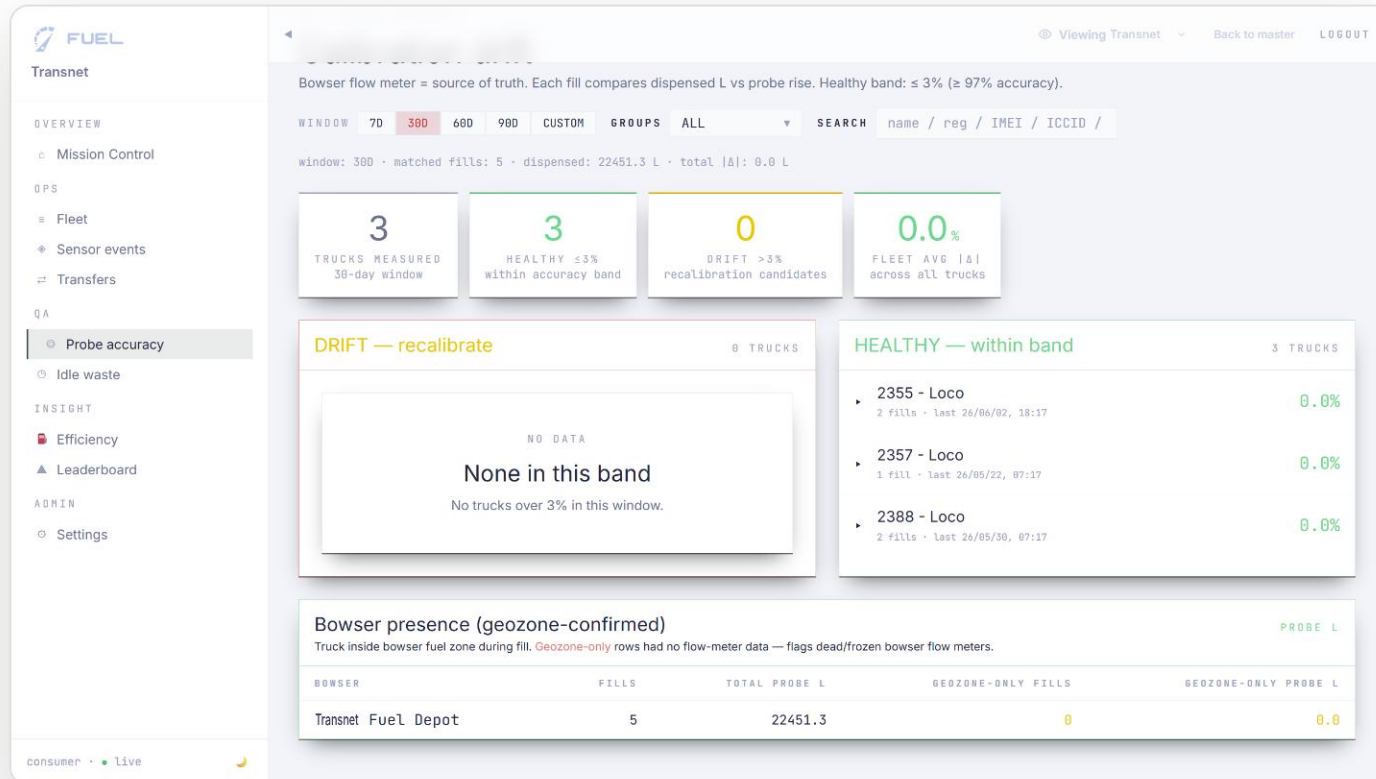 FUEL
Transnet
OVERVIEW
Mission Control
OPS
Fleet
Sensor events
Transfers
QA
Probe accuracy
Idle waste
INSIGHT
Efficiency
Leaderboard
ADMIN
Settings
consumer · live
Viewing Transnet
Back to master
LOGOUT
Bowser flow meter = source of truth. Each fill compares dispensed L vs probe rise. Healthy band: ≤ 3% (≥ 97% accuracy).
WINDOW 7D 30D 60D 90D CUSTOM GROUPS ALL SEARCH name / reg / IMEI / ICCID /
window: 30D · matched fills: 5 · dispensed: 22451.3 L · total |Δ|: 0.0 L
3
TRUCKS MEASURED
30-day window
3
HEALTHY ≤3%
within accuracy band
0
DRIFT >3%
recalibration candidates
0.0%
FLEET AVG |Δ|
across all trucks
DRIFT — recalibrate
0 TRUCKS
NO DATA
None in this band
No trucks over 3% in this window.
HEALTHY — within band
3 TRUCKS
2355 - Loco
2 fills · last 26/06/02, 18:17
0.0%
2357 - Loco
1 fill · last 26/05/22, 07:17
0.0%
2388 - Loco
2 fills · last 26/05/30, 07:17
0.0%
Bowser presence (geozone-confirmed)
PROBE L
Truck inside bowser fuel zone during fill. Geozone-only rows had no flow-meter data — flags dead/frozen bowser flow meters.
BOWSER FILLS TOTAL PROBE L GEOZONE-ONLY FILLS GEOZONE-ONLY PROBE L
Transnet Fuel Depot 5 22451.3 0 0.0